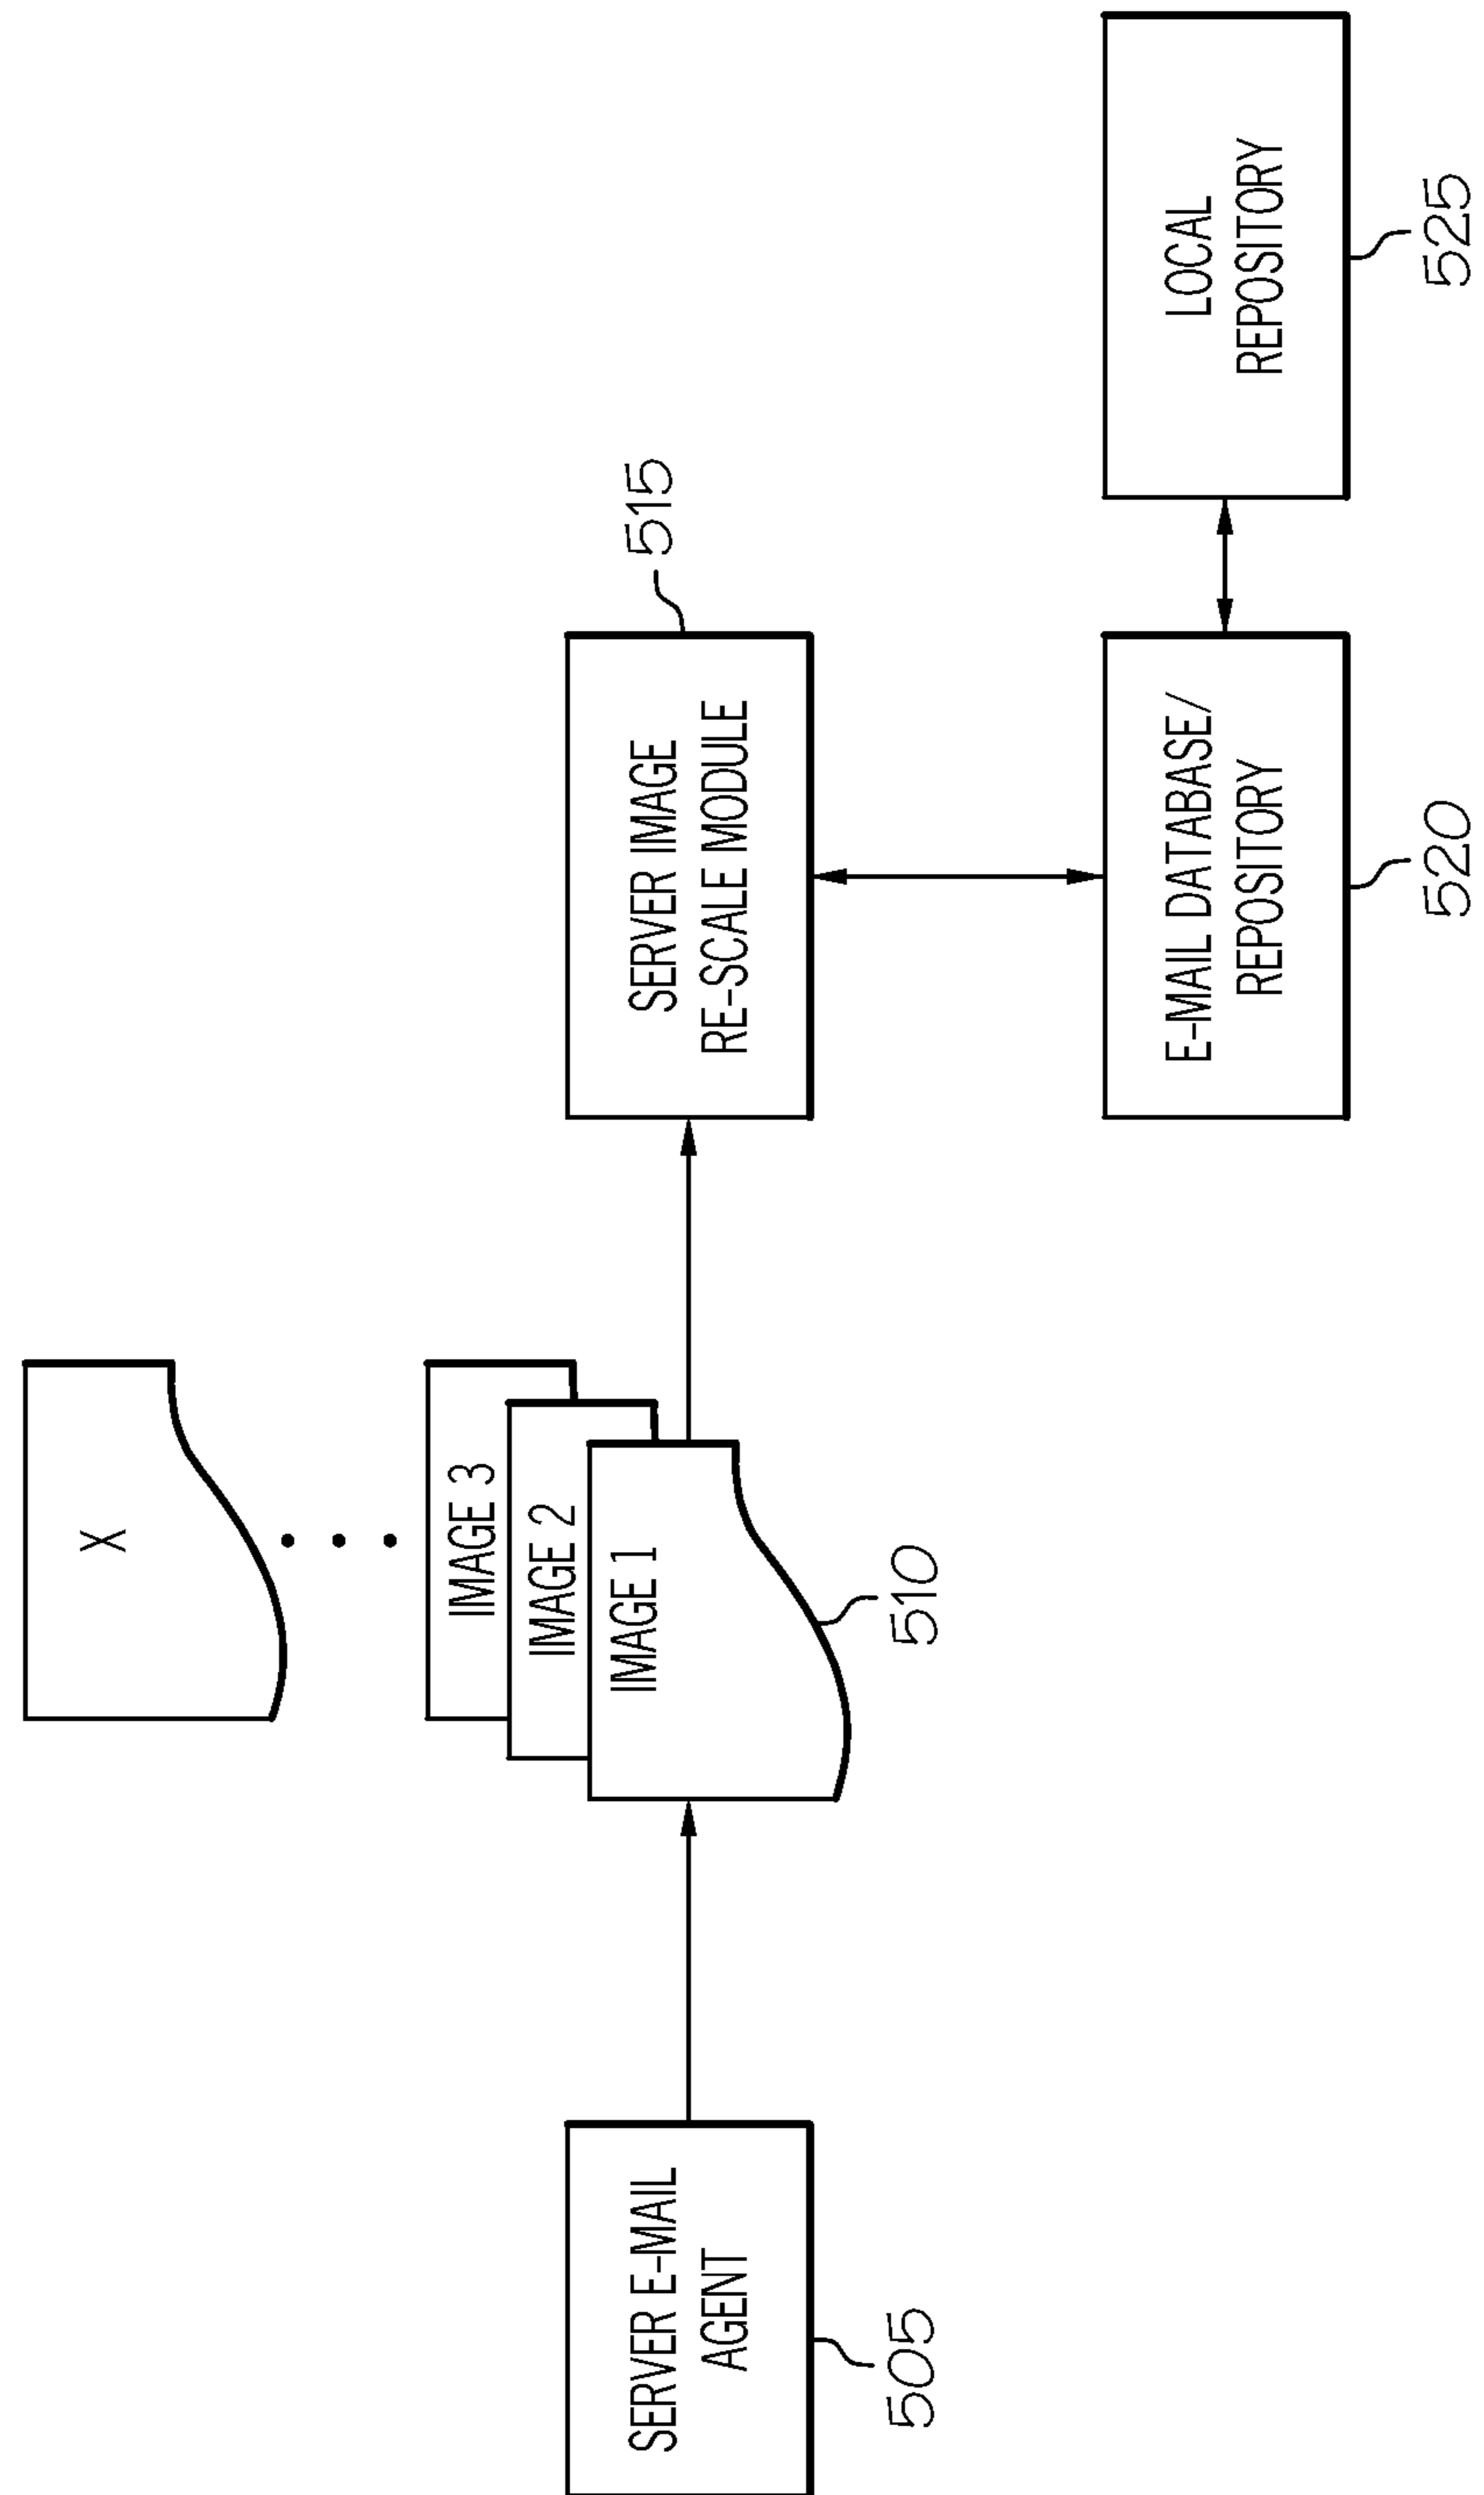 X
IMAGE 3
IMAGE 2
IMAGE 1
510
SERVER E-MAIL
AGENT
505
SERVER IMAGE
RE-SCALE MODULE
515
E-MAIL DATABASE/
REPOSITORY
520
LOCAL
REPOSITORY
525